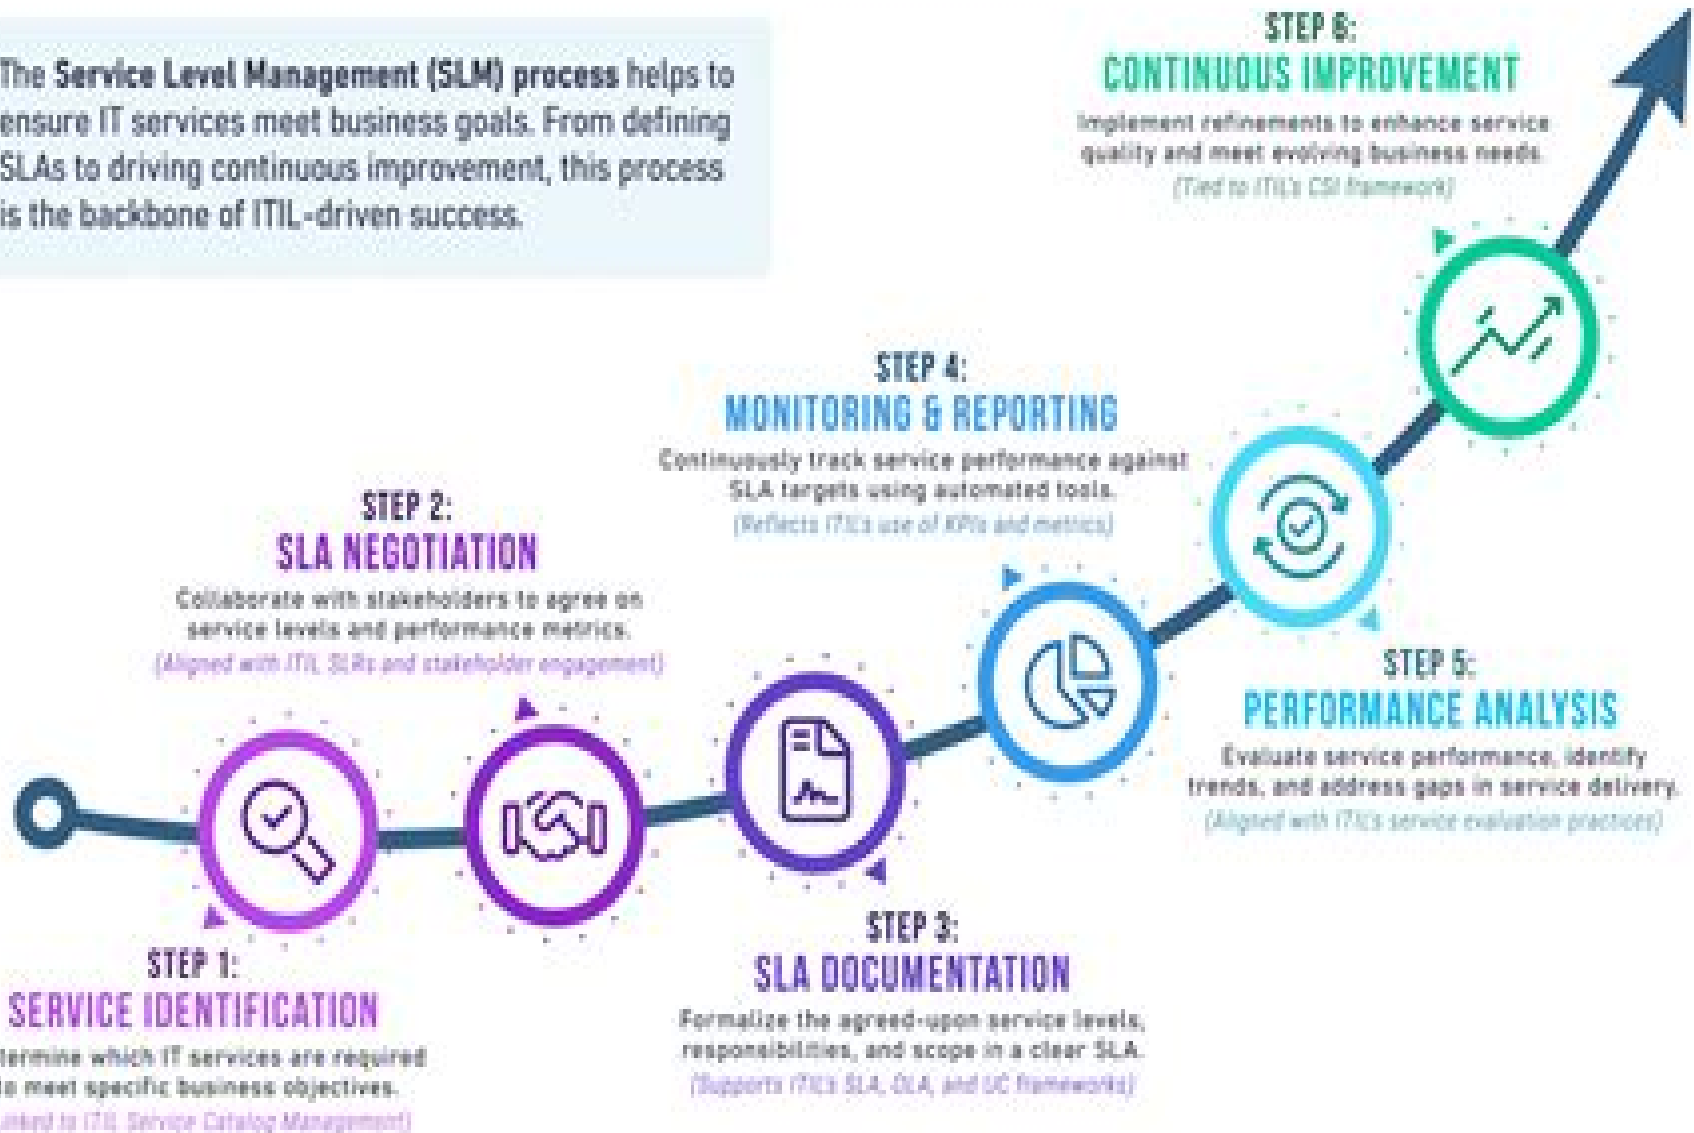 The Service Level Management (SLM) process helps to
ensure IT services meet business goals. From defining
SLAs to driving continuous improvement, this process
is the backbone of ITIL-driven success.
STEP 1:
SERVICE IDENTIFICATION
termine which IT services are required
to meet specific business objectives.
inked to ITIL Service Catalog Management)
STEP 2:
SLA NEGOTIATION
Collaborate with stakeholders to agree on
service levels and performance metrics.
(Aligned with ITIL SLRs and stakeholder engagement)
STEP 3:
SLA DOCUMENTATION
Formalize the agreed-upon service levels,
responsibilities, and scope in a clear SLA.
(Supports ITIL's SLA, OLA, and UC frameworks)
STEP 4:
MONITORING & REPORTING
Continuously track service performance against
SLA targets using automated tools.
(Reflects ITIL's use of KPIs and metrics)
STEP 5:
PERFORMANCE ANALYSIS
Evaluate service performance, identify
trends, and address gaps in service delivery.
(Aligned with ITIL's service evaluation practices)
STEP 6:
CONTINUOUS IMPROVEMENT
Implement refinements to enhance service
quality and meet evolving business needs.
(Tied to ITIL's CSI framework)